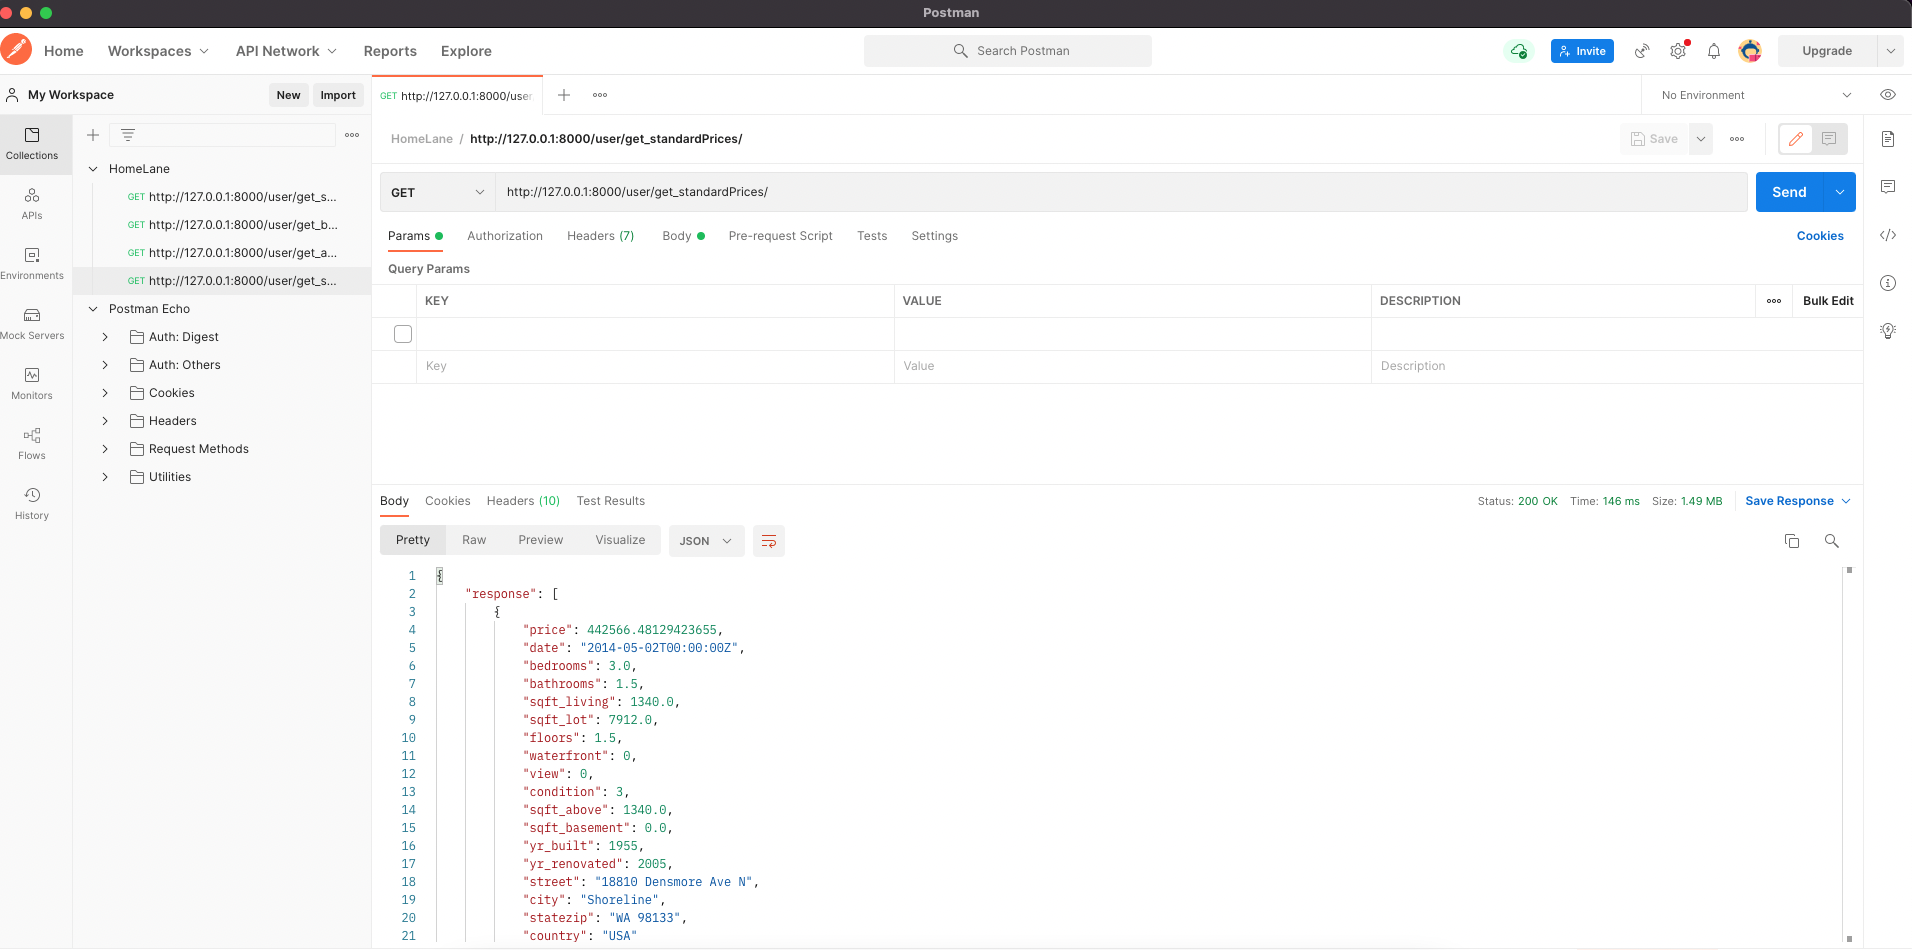 Postman
Home Workspaces API Network Reports Explore Search Postman Invite Upgrade
My Workspace New Import GET http://127.0.0.1:8000/user No Environment
HomeLane / http://127.0.0.1:8000/user/get_standardPrices/ Save
Collections
HomeLane
GET http://127.0.0.1:8000/user/get_s...
GET http://127.0.0.1:8000/user/get_b...
GET http://127.0.0.1:8000/user/get_a...
GET http://127.0.0.1:8000/user/get_s...
Postman Echo
Auth: Digest
Auth: Others
Cookies
Headers
Request Methods
Utilities
APIs
Environments
Mock Servers
Monitors
Flows
History
GET http://127.0.0.1:8000/user/get_standardPrices/ Send
Params Authorization Headers (7) Body Pre-request Script Tests Settings Cookies
Query Params
KEY VALUE DESCRIPTION Bulk Edit
Key Value Description
Body Cookies Headers (10) Test Results Status: 200 OK Time: 146 ms Size: 1.49 MB Save Response
Pretty Raw Preview Visualize JSON
1 {
2 "response": [
3 {
4 "price": 442566.48129423655,
5 "date": "2014-05-02T00:00:00Z",
6 "bedrooms": 3.0,
7 "bathrooms": 1.5,
8 "sqft_living": 1340.0,
9 "sqft_lot": 7912.0,
10 "floors": 1.5,
11 "waterfront": 0,
12 "view": 0,
13 "condition": 3,
14 "sqft_above": 1340.0,
15 "sqft_basement": 0.0,
16 "yr_built": 1955,
17 "yr_renovated": 2005,
18 "street": "18810 Densmore Ave N",
19 "city": "Shoreline",
20 "statezip": "WA 98133",
21 "country": "USA"